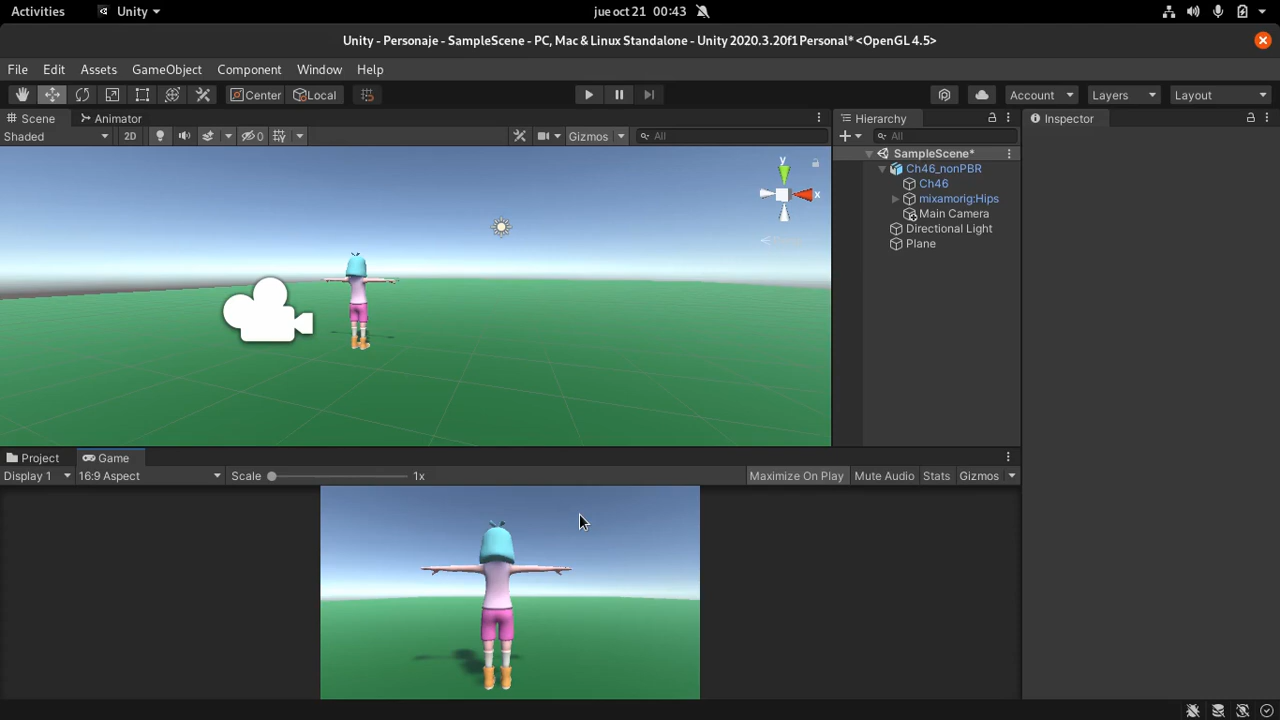 Activities Unity jue oct 21 00:43
Unity - Personaje - SampleScene - PC, Mac & Linux Standalone - Unity 2020.3.20f1 Personal* <OpenGL 4.5>
File Edit Assets GameObject Component Window Help
Center Local Account Layers Layout
Scene Animator Hierarchy Inspector
Shaded 2D 0 Gizmos All All
SampleScene*
Ch46_nonPBR
Ch46
mixamorig:Hips
Main Camera
Directional Light
Plane
y
x
Project Game
Display 1 16:9 Aspect Scale 1x Maximize On Play Mute Audio Stats Gizmos